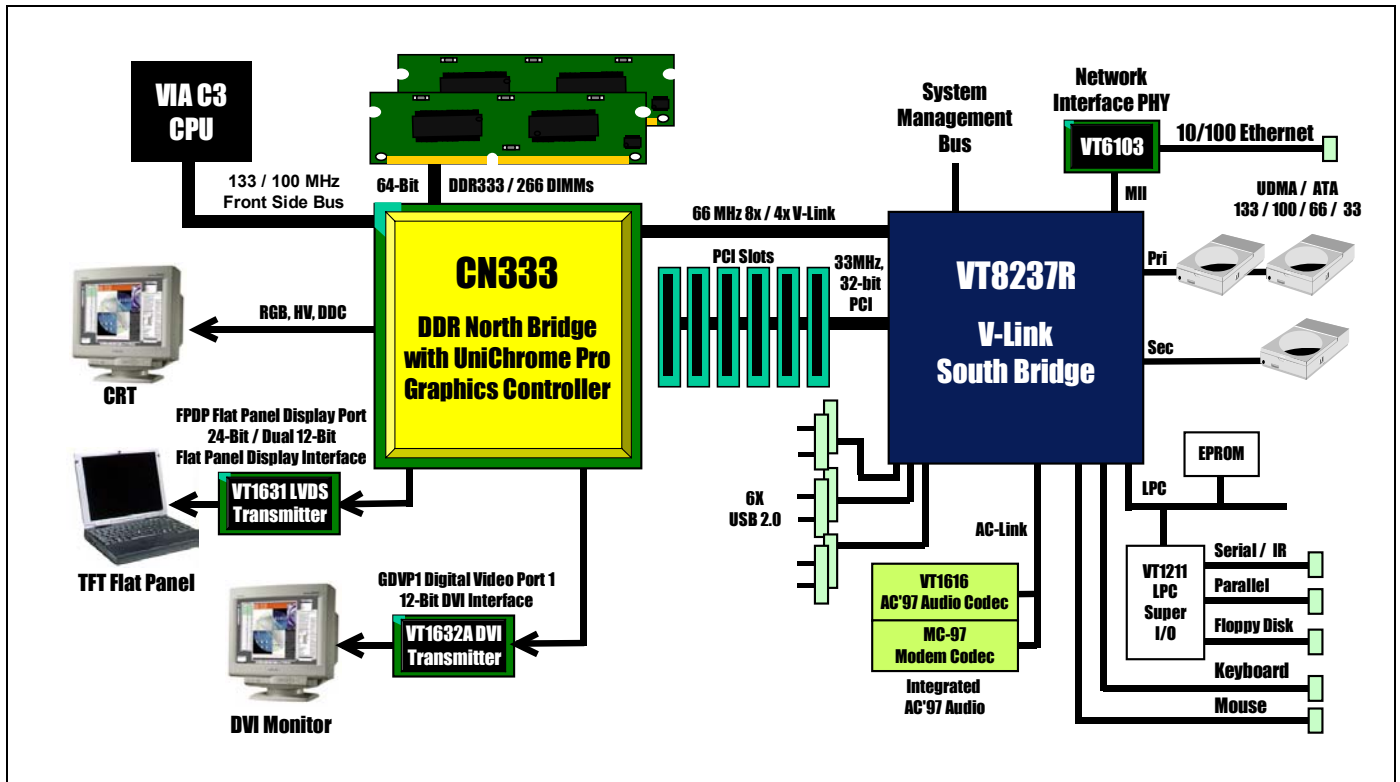 VIA C3
CPU
133 / 100 MHz
Front Side Bus
64-Bit
DDR333 / 266 DIMMs
System
Management
Bus
Network
Interface PHY
VT6103
10/100 Ethernet
MII
UDMA / ATA
133 / 100 / 66 / 33
66 MHz 8x / 4x V-Link
CN333
DDR North Bridge
with UniChrome Pro
Graphics Controller
PCI Slots
33MHz,
32-bit
PCI
VT8237R
V-Link
South Bridge
Pri
Sec
RGB, HV, DDC
CRT
FPDP Flat Panel Display Port
24-Bit / Dual 12-Bit
Flat Panel Display Interface
VT1631 LVDS
Transmitter
TFT Flat Panel
GDVP1 Digital Video Port 1
12-Bit DVI Interface
VT1632A DVI
Transmitter
DVI Monitor
6X
USB 2.0
AC-Link
VT1616
AC'97 Audio Codec
MC-97
Modem Codec
Integrated
AC'97 Audio
EPROM
LPC
VT1211
LPC
Super
I/O
Serial / IR
Parallel
Floppy Disk
Keyboard
Mouse